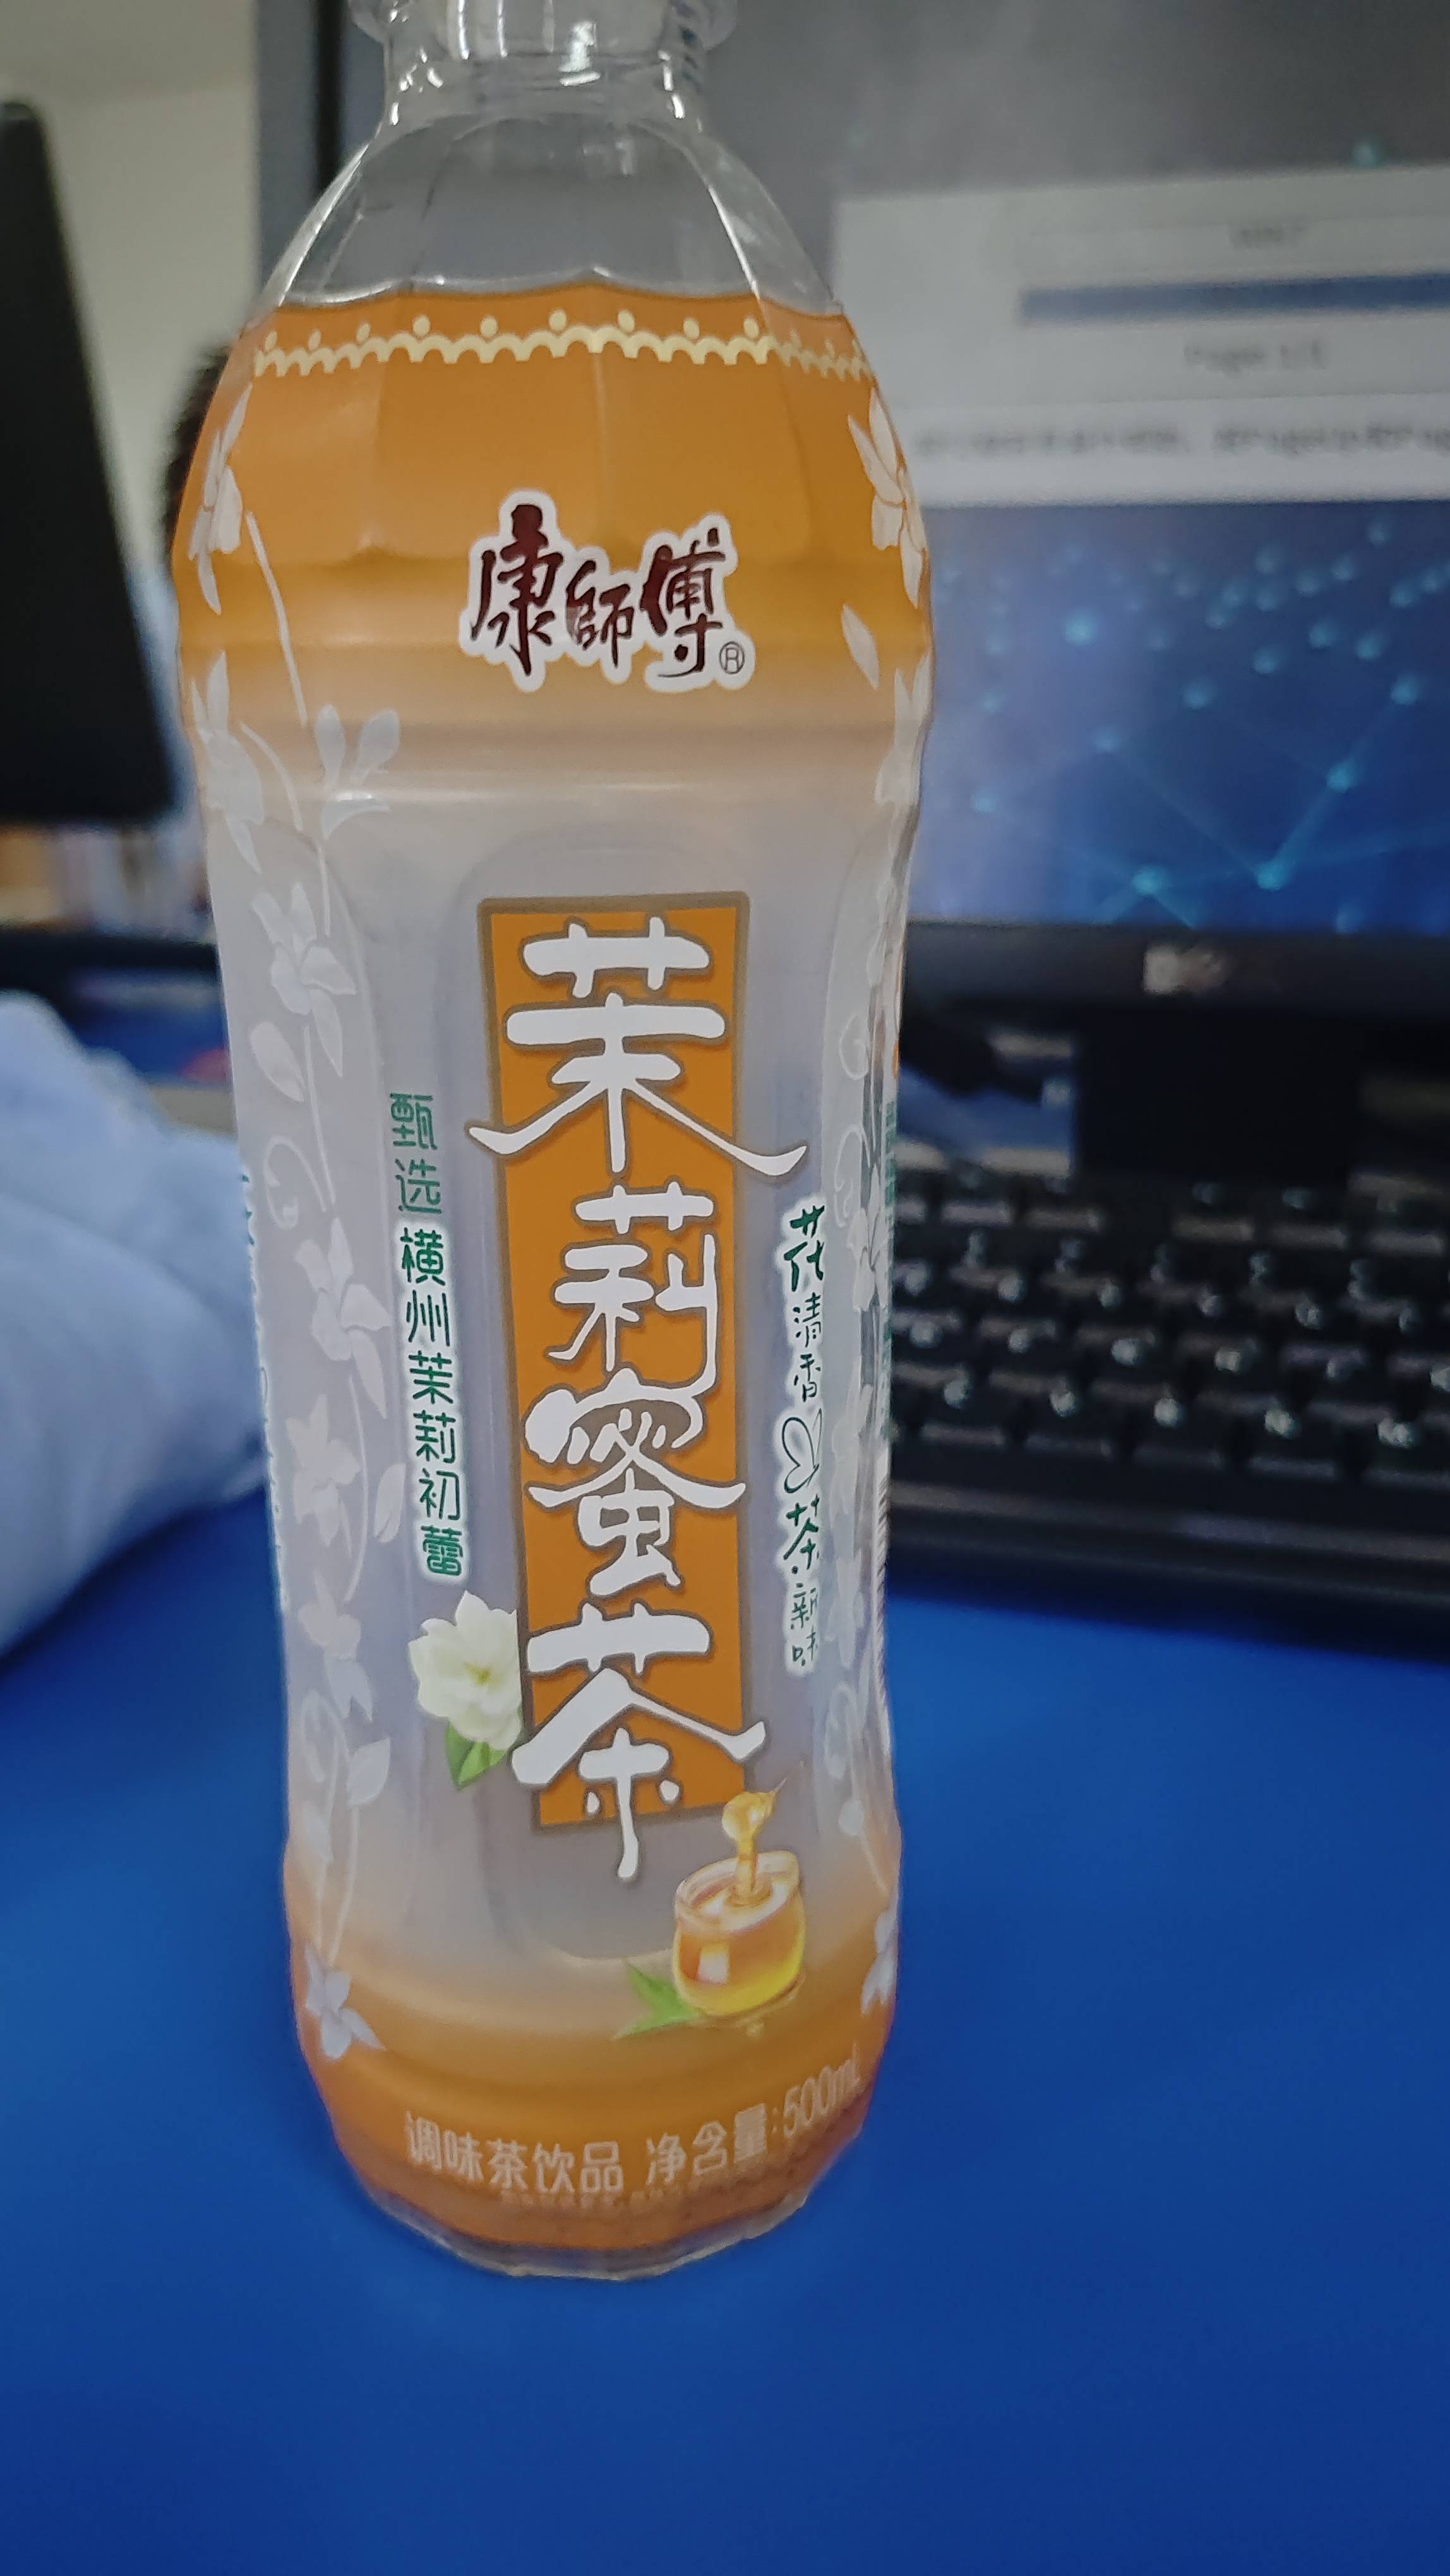 康師傅®
茉莉蜜茶
甄选横州茉莉初蕾
花清香 茶新味
调味茶饮品 净含量:500mL